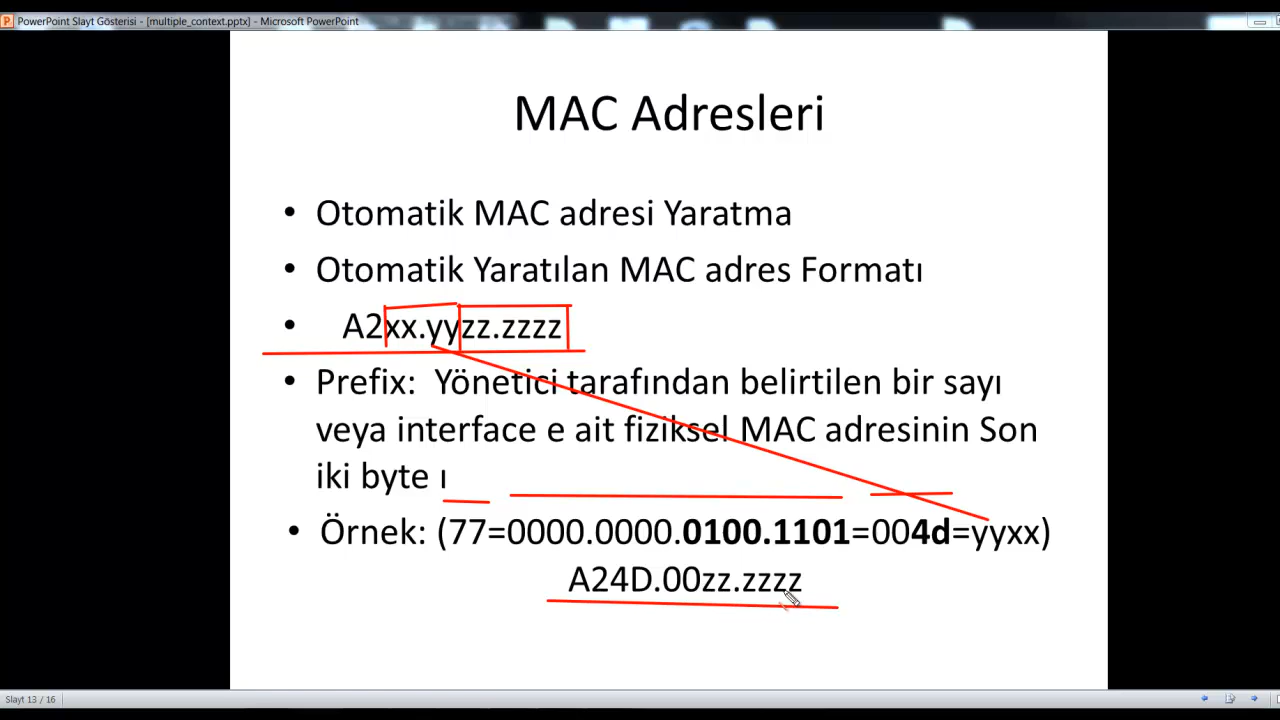 PowerPoint Slayt Gösterisi - [multiple_context.pptx] - Microsoft PowerPoint
MAC Adresleri
• Otomatik MAC adresi Yaratma
• Otomatik Yaratılan MAC adres Formatı
• A2xx.yyzz.zzzz
• Prefix: Yönetici tarafından belirtilen bir sayı
veya interface e ait fiziksel MAC adresinin Son
iki byte ı
• Örnek: (77=0000.0000.0100.1101=004d=yyxx)
A24D.00zz.zzzz
Slayt 13 / 16